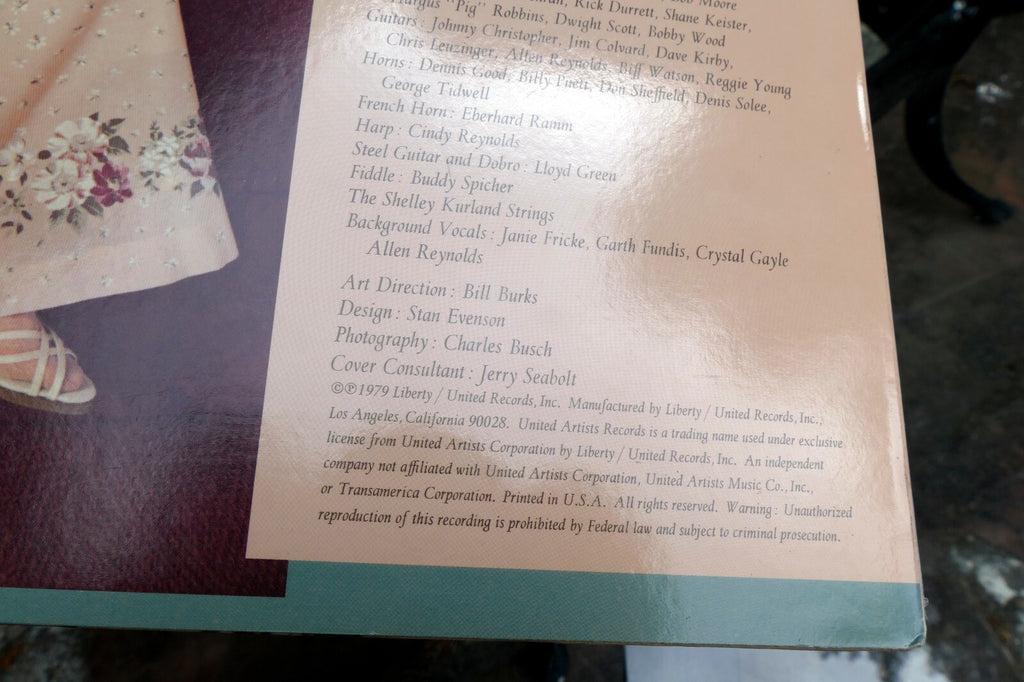 Rick Durrett, Shane Keister,
"Pig" Robbins, Dwight Scott, Bobby Wood
Guitars: Johnny Christopher, Jim Colvard, Dave Kirby,
Chris Leuzinger, Allen Reynolds, Biff Watson, Reggie Young
Horns: Dennis Good, Billy Puett, Don Sheffield, Denis Solee,
George Tidwell
French Horn: Eberhard Ramm
Harp: Cindy Reynolds
Steel Guitar and Dobro: Lloyd Green
Fiddle: Buddy Spicher
The Shelley Kurland Strings
Background Vocals: Janie Fricke, Garth Fundis, Crystal Gayle
Allen Reynolds
Art Direction: Bill Burks
Design: Stan Evenson
Photography: Charles Busch
Cover Consultant: Jerry Seabolt
©℗1979 Liberty / United Records, Inc. Manufactured by Liberty / United Records, Inc.,
Los Angeles, California 90028. United Artists Records is a trading name used under exclusive
license from United Artists Corporation by Liberty / United Records, Inc. An independent
company not affiliated with United Artists Corporation, United Artists Music Co., Inc.,
or Transamerica Corporation. Printed in U.S.A. All rights reserved. Warning: Unauthorized
reproduction of this recording is prohibited by Federal law and subject to criminal prosecution.